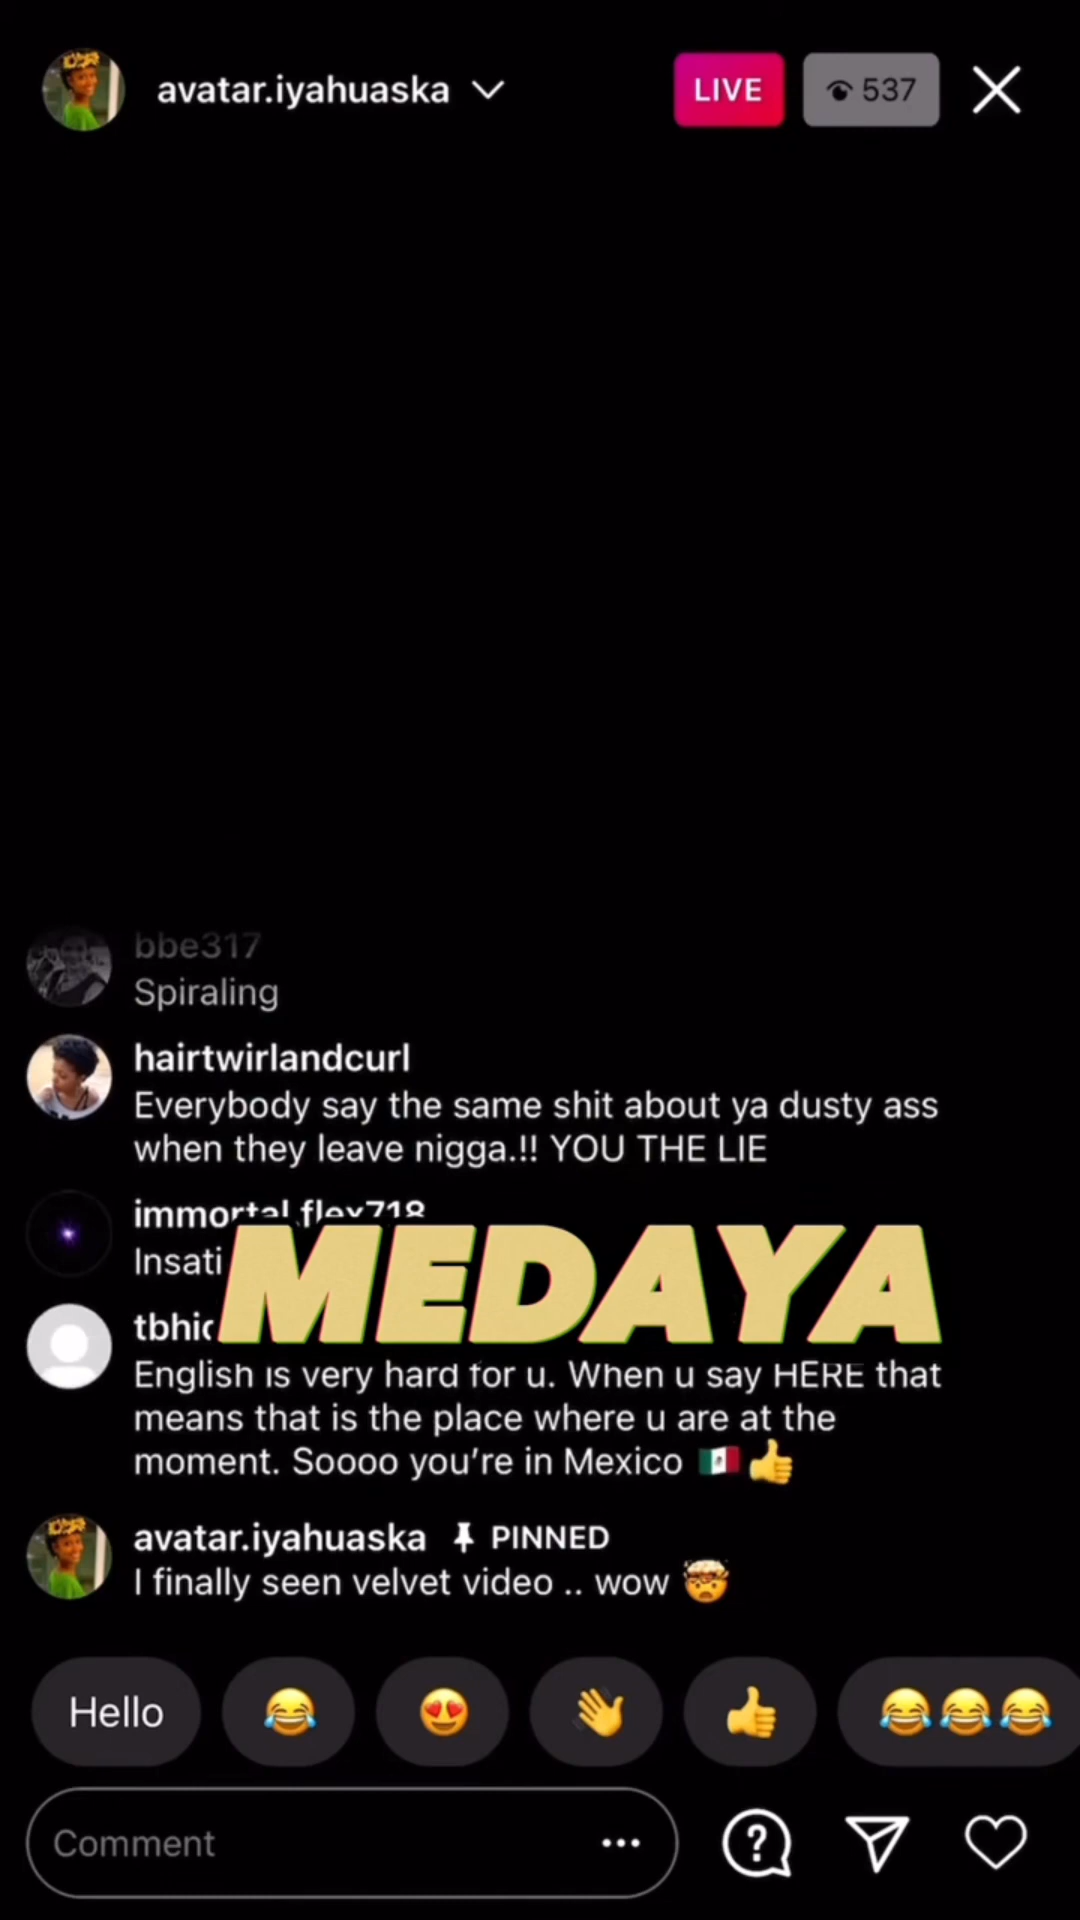 avatar.iyahuaska
LIVE
537
bbe317
Spiraling
hairtwirlandcurl
Everybody say the same shit about ya dusty ass
when they leave nigga.!! YOU THE LIE
immortal.flex718
Insati
MEDAYA
tbhic
English is very hard for u. When u say HERE that
means that is the place where u are at the
moment. Soooo you’re in Mexico 🇲🇽👍
avatar.iyahuaska PINNED
I finally seen velvet video .. wow 🤯
Hello 😂 😍 👋 👍 😂😂😂
Comment